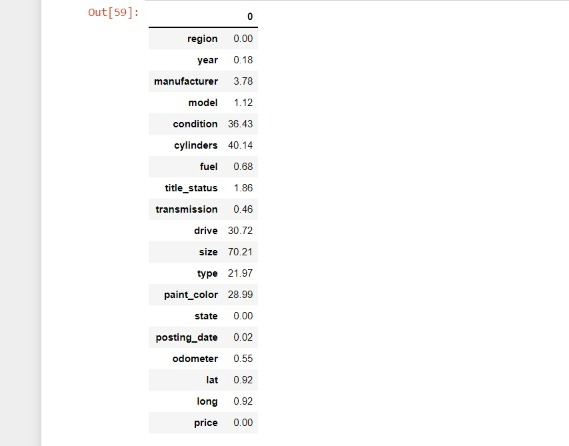 Out[59]:
0
region 0.00
year 0.18
manufacturer 3.78
model 1.12
condition 36.43
cylinders 40.14
fuel 0.68
title_status 1.86
transmission 0.46
drive 30.72
size 70.21
type 21.97
paint_color 28.99
state 0.00
posting_date 0.02
odometer 0.55
lat 0.92
long 0.92
price 0.00